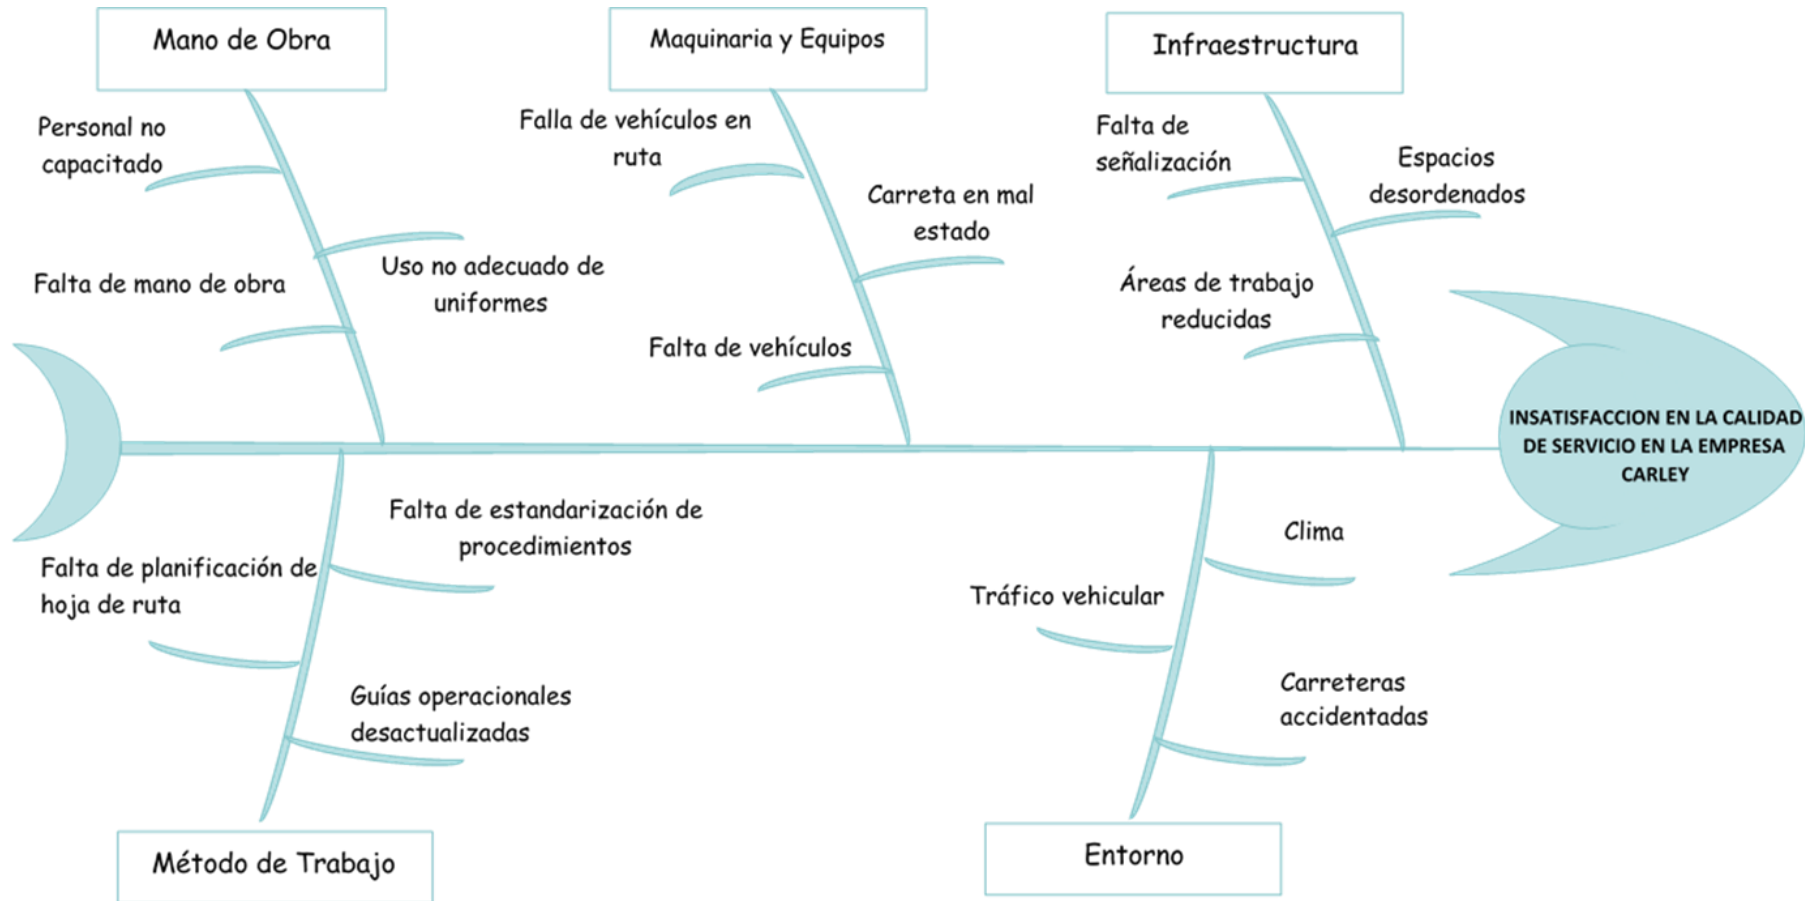 Mano de Obra
Personal no
capacitado
Uso no adecuado de
uniformes
Falta de mano de obra
Maquinaria y Equipos
Falla de vehículos en
ruta
Carreta en mal
estado
Falta de vehículos
Infraestructura
Falta de
señalización
Espacios
desordenados
Áreas de trabajo
reducidas
INSATISFACCION EN LA CALIDAD
DE SERVICIO EN LA EMPRESA
CARLEY
Falta de estandarización de
procedimientos
Falta de planificación de
hoja de ruta
Guías operacionales
desactualizadas
Método de Trabajo
Clima
Tráfico vehicular
Carreteras
accidentadas
Entorno